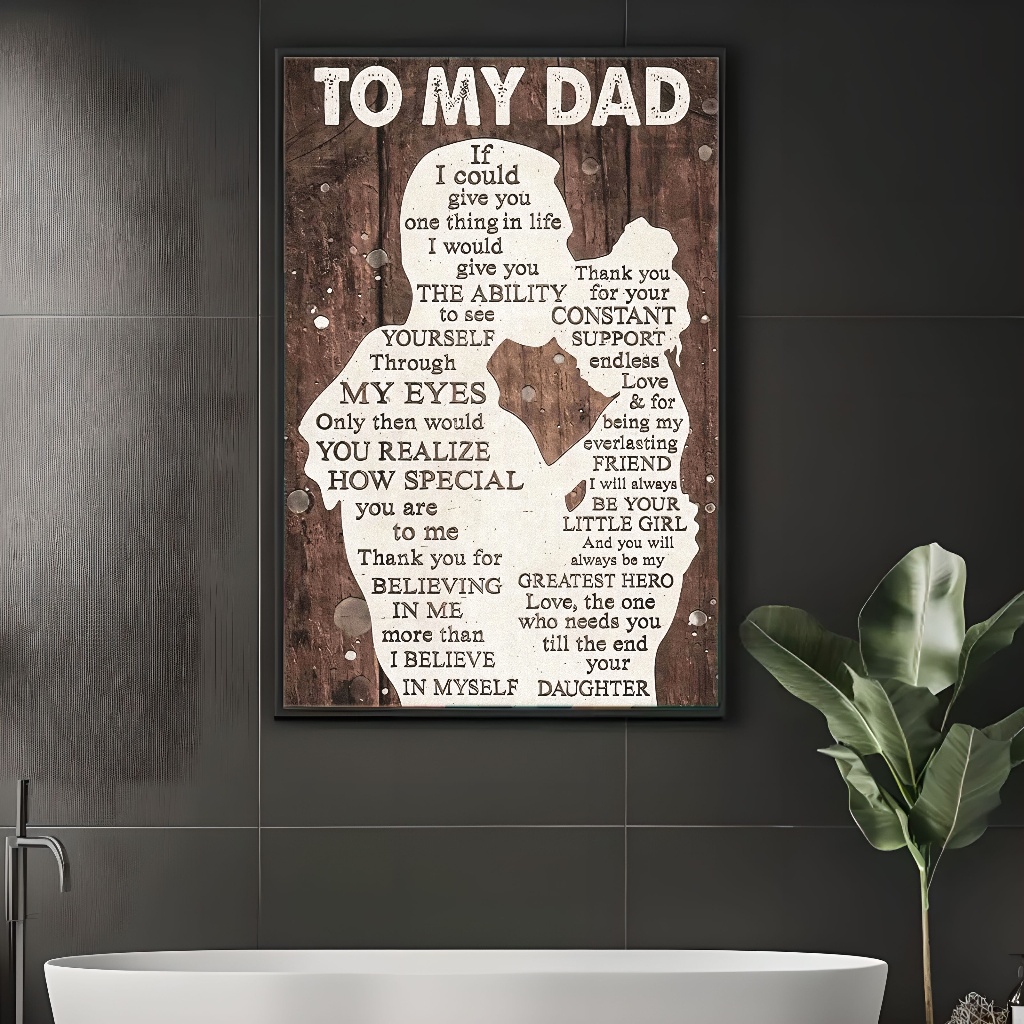 TO MY DAD
If
I could
give you
one thing in life
I would
give you
THE ABILITY
to see
YOURSELF
Through
MY EYES
Only then would
YOU REALIZE
HOW SPECIAL
you are
to me
Thank you for
BELIEVING
IN ME
more than
I BELIEVE
IN MYSELF
Thank you
for your
CONSTANT
SUPPORT
endless
Love
& for
being my
everlasting
FRIEND
I will always
BE YOUR
LITTLE GIRL
And you will
always be my
GREATEST HERO
Love, the one
who needs you
till the end
your
DAUGHTER